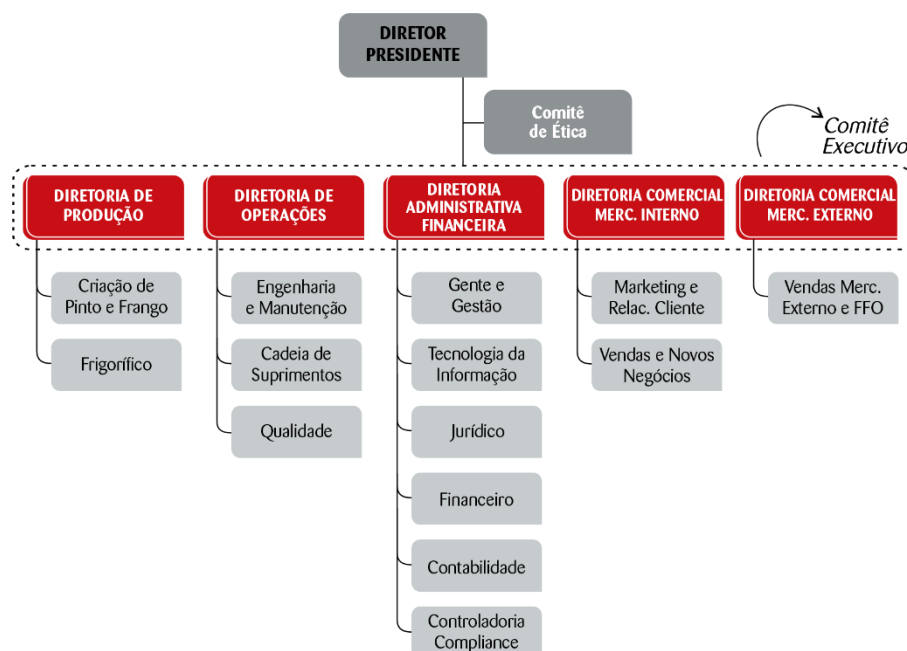 DIRETOR
PRESIDENTE
Comitê
de Ética
Comitê
Executivo
DIRETORIA DE
PRODUÇÃO
DIRETORIA DE
OPERAÇÕES
DIRETORIA
ADMINISTRATIVA
FINANCEIRA
DIRETORIA COMERCIAL
MERC. INTERNO
DIRETORIA COMERCIAL
MERC. EXTERNO
Criação de
Pinto e Frango
Frigorífico
Engenharia
e Manutenção
Cadeia de
Suprimentos
Qualidade
Gente e
Gestão
Tecnologia da
Informação
Jurídico
Financeiro
Contabilidade
Controladoria
Compliance
Marketing e
Relac. Cliente
Vendas e Novos
Negócios
Vendas Merc.
Externo e FFO